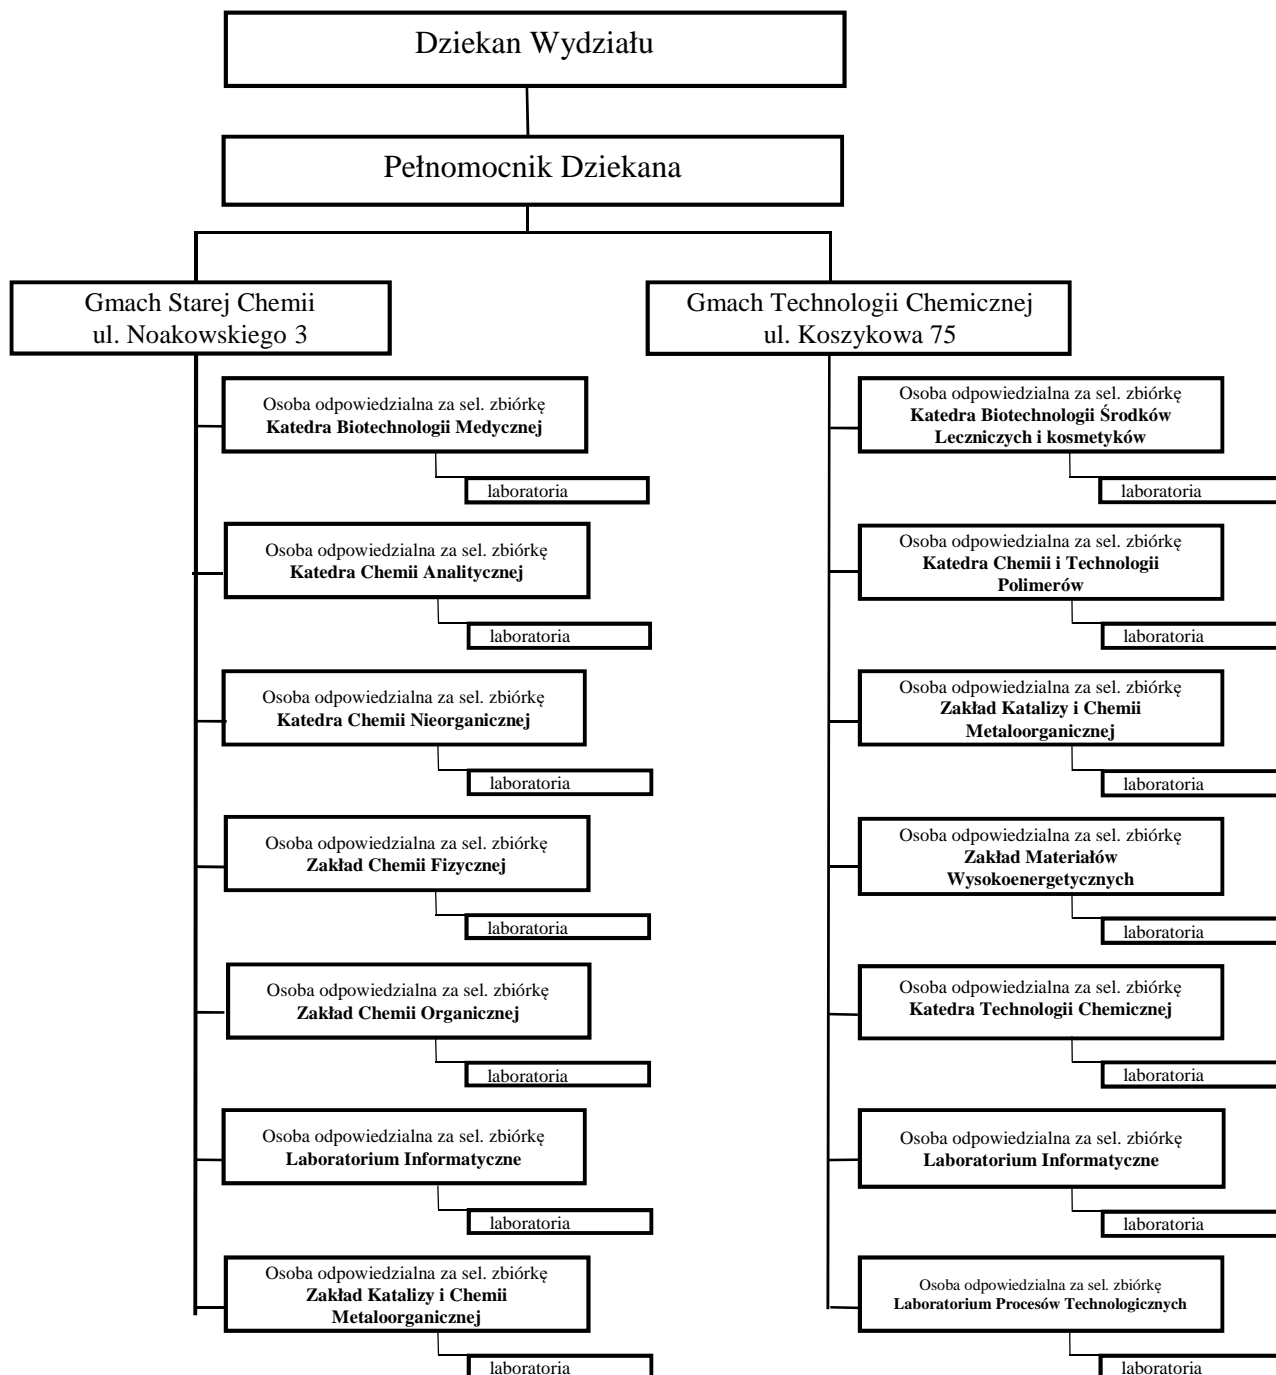 Dziekan Wydziału
Pełnomocnik Dziekana
Gmach Starej Chemii
ul. Noakowskiego 3
Osoba odpowiedzialna za sel. zbiórkę
Katedra Biotechnologii Medycznej
laboratoria
Osoba odpowiedzialna za sel. zbiórkę
Katedra Chemii Analitycznej
laboratoria
Osoba odpowiedzialna za sel. zbiórkę
Katedra Chemii Nieorganicznej
laboratoria
Osoba odpowiedzialna za sel. zbiórkę
Zakład Chemii Fizycznej
laboratoria
Osoba odpowiedzialna za sel. zbiórkę
Zakład Chemii Organicznej
laboratoria
Osoba odpowiedzialna za sel. zbiórkę
Laboratorium Informatyczne
laboratoria
Osoba odpowiedzialna za sel. zbiórkę
Zakład Katalizy i Chemii
Metaloorganicznej
laboratoria
Gmach Technologii Chemicznej
ul. Koszykowa 75
Osoba odpowiedzialna za sel. zbiórkę
Katedra Biotechnologii Środków
Leczniczych i kosmetyków
laboratoria
Osoba odpowiedzialna za sel. zbiórkę
Katedra Chemii i Technologii
Polimerów
laboratoria
Osoba odpowiedzialna za sel. zbiórkę
Zakład Katalizy i Chemii
Metaloorganicznej
laboratoria
Osoba odpowiedzialna za sel. zbiórkę
Zakład Materiałów
Wysokoenergetycznych
laboratoria
Osoba odpowiedzialna za sel. zbiórkę
Katedra Technologii Chemicznej
laboratoria
Osoba odpowiedzialna za sel. zbiórkę
Laboratorium Informatyczne
laboratoria
Osoba odpowiedzialna za sel. zbiórkę
Laboratorium Procesów Technologicznych
laboratoria